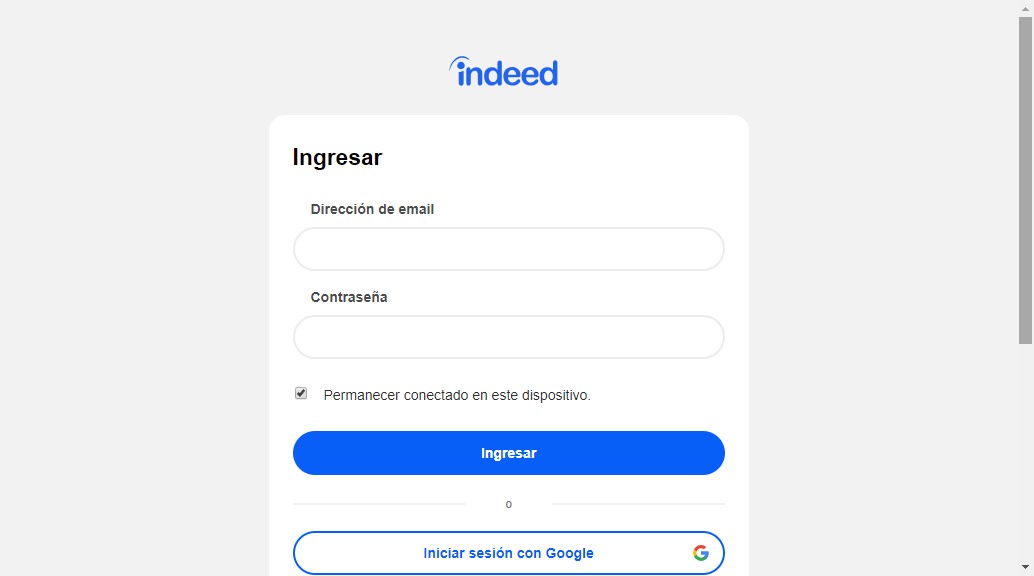 indeed
Ingresar
Dirección de email
Contraseña
Permanecer conectado en este dispositivo.
Ingresar
o
Iniciar sesión con Google